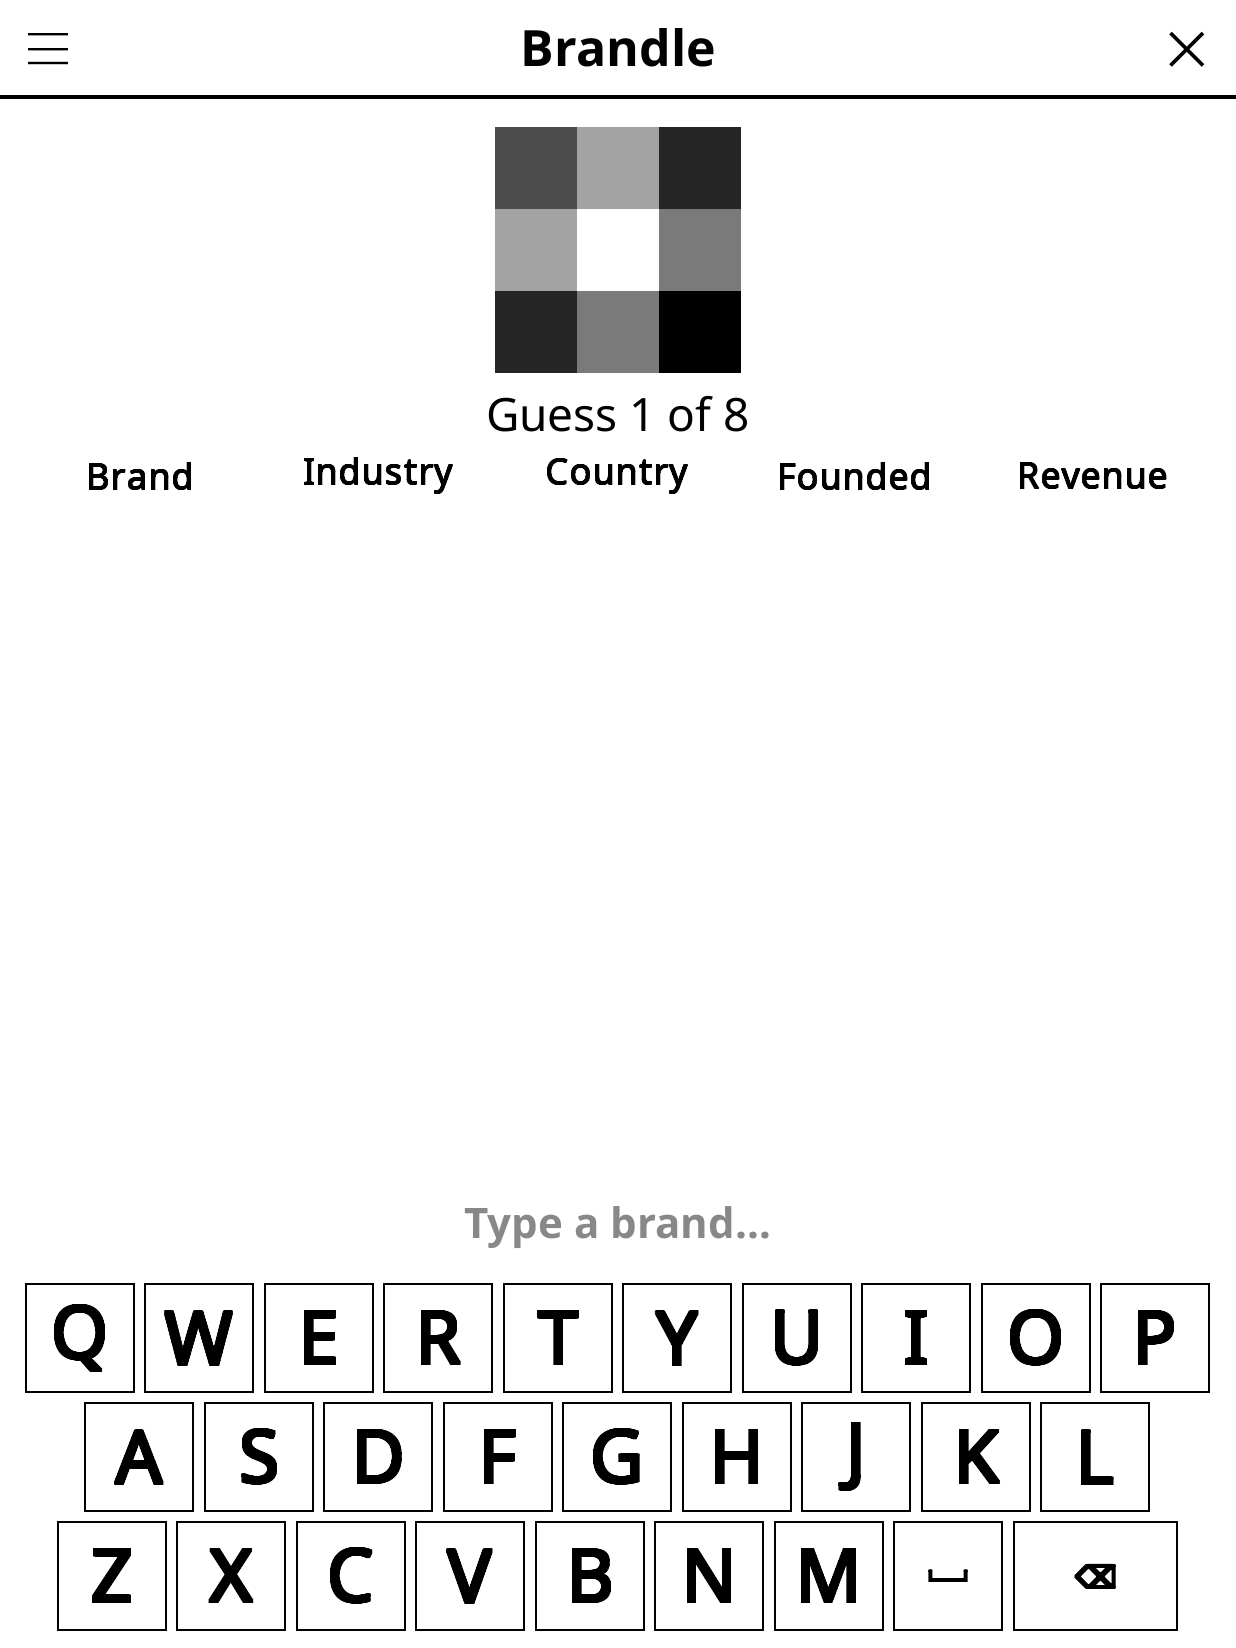 Brandle
Guess 1 of 8
Brand Industry Country Founded Revenue
Type a brand...
Q W E R T Y U I O P
A S D F G H J K L
Z X C V B N M ⌴ ⌫